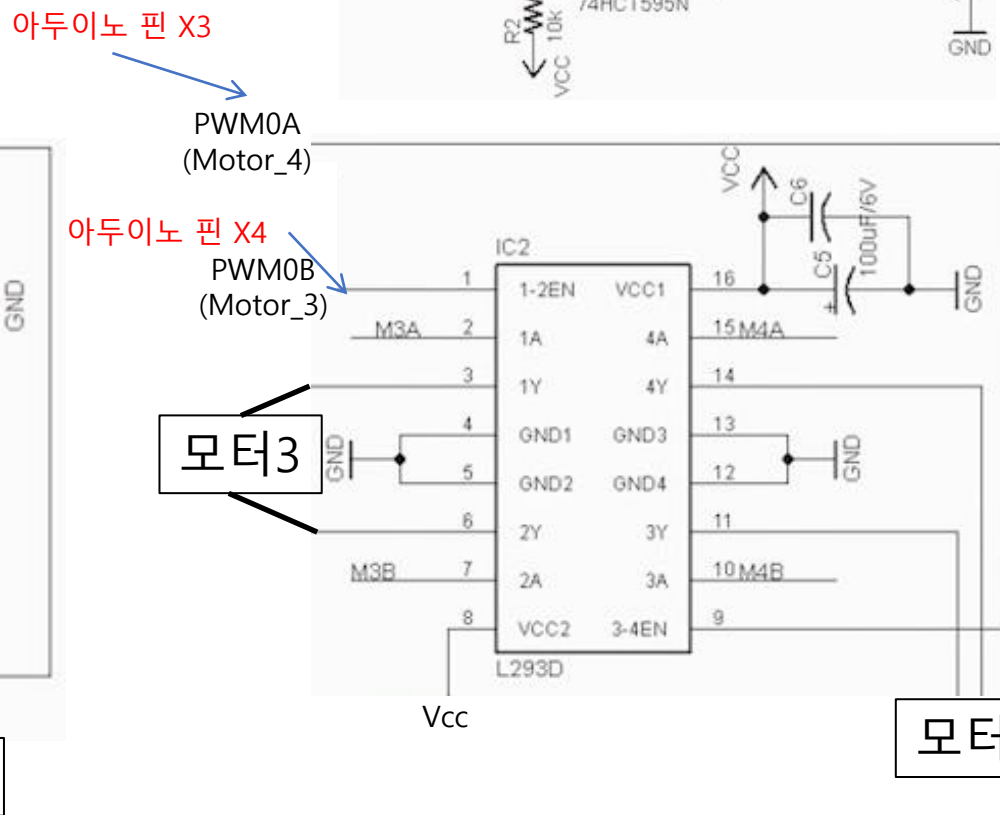 아두이노 핀 X3
R2
10k
74HCT595N
VCC
GND
PWM0A
(Motor_4)
VCC
C6
100uF/6V
C5
+
GND
아두이노 핀 X4
PWM0B
(Motor_3)
GND
IC2
1 1-2EN VCC1 16
M3A 2 1A 4A 15 M4A
3 1Y 4Y 14
4 GND1 GND3 13
모터3
GND
GND
5 GND2 GND4 12
6 2Y 3Y 11
M3B 7 2A 3A 10 M4B
8 VCC2 3-4EN 9
L293D
Vcc
모터